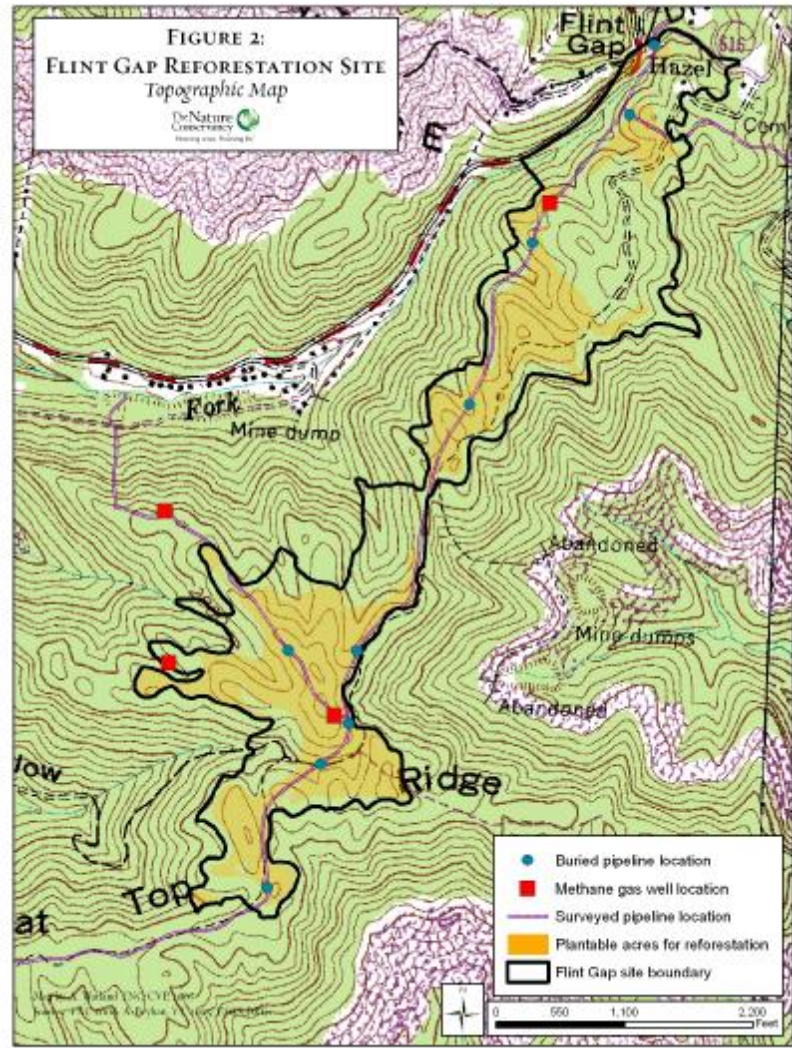 FIGURE 2:
FLINT GAP REFORESTATION SITE
Topographic Map
The Nature
Conservancy
Flint
Gap
Hazel
E
Fork
Mine dump
Abandoned
Mine dumps
Abandoned
Ridge
low
Top
at
Buried pipeline location
Methane gas well location
Surveyed pipeline location
Plantable acres for reforestation
Flint Gap site boundary
0 550 1,100 2,200
Feet